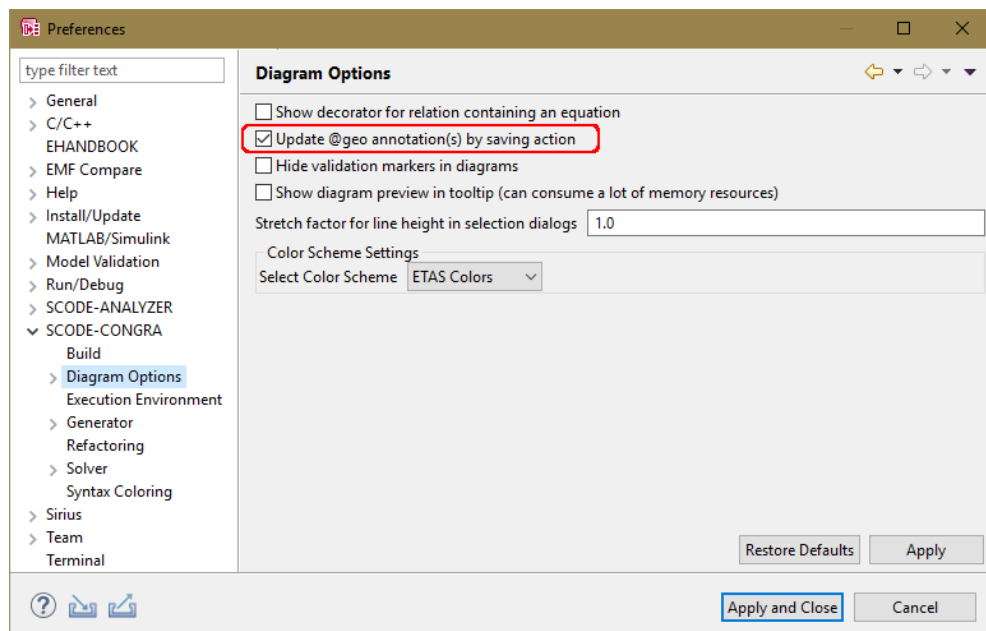 Preferences
type filter text
General
C/C++
EHANDBOOK
EMF Compare
Help
Install/Update
MATLAB/Simulink
Model Validation
Run/Debug
SCODE-ANALYZER
SCODE-CONGRA
Build
Diagram Options
Execution Environment
Generator
Refactoring
Solver
Syntax Coloring
Sirius
Team
Terminal
Diagram Options
Show decorator for relation containing an equation
Update @geo annotation(s) by saving action
Hide validation markers in diagrams
Show diagram preview in tooltip (can consume a lot of memory resources)
Stretch factor for line height in selection dialogs 1.0
Color Scheme Settings
Select Color Scheme ETAS Colors
Restore Defaults Apply
Apply and Close Cancel